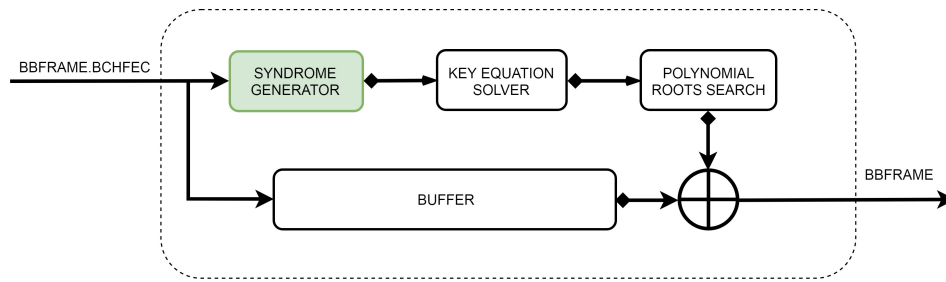 BBFRAME.BCHFEC
SYNDROME
GENERATOR
KEY EQUATION
SOLVER
POLYNOMIAL
ROOTS SEARCH
BUFFER
BBFRAME